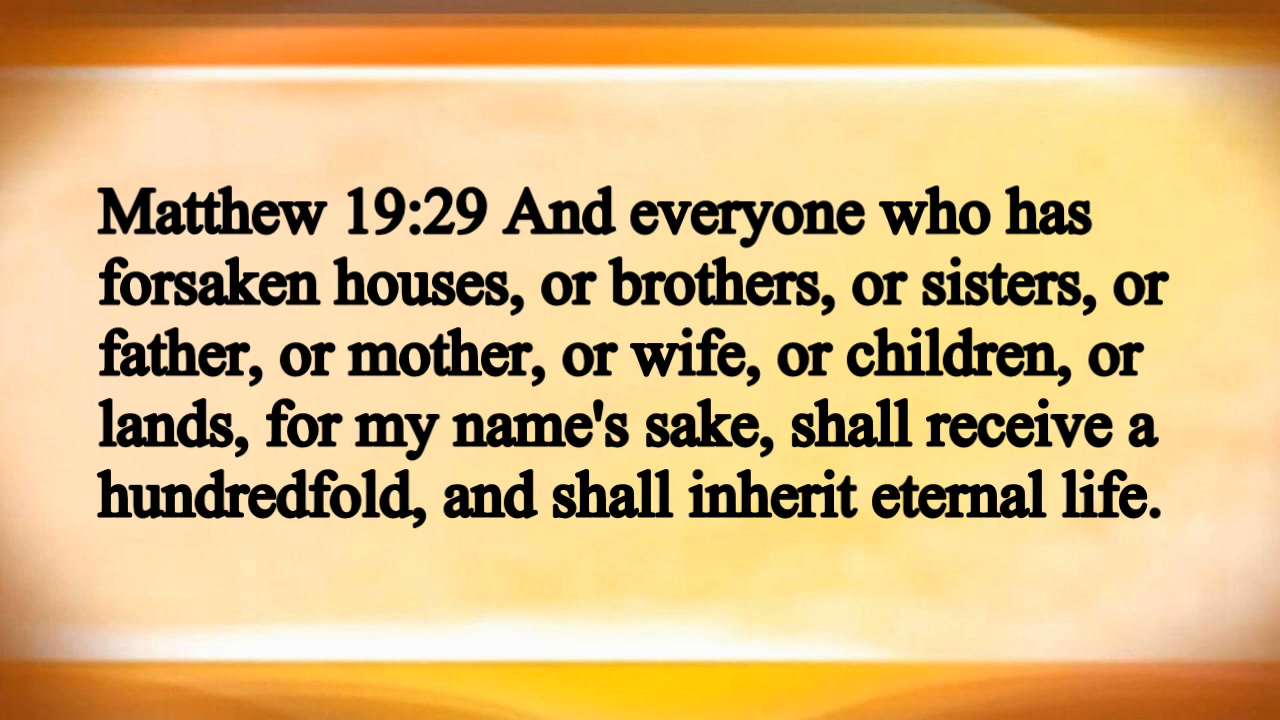 Matthew 19:29 And everyone who has
forsaken houses, or brothers, or sisters, or
father, or mother, or wife, or children, or
lands, for my name's sake, shall receive a
hundredfold, and shall inherit eternal life.